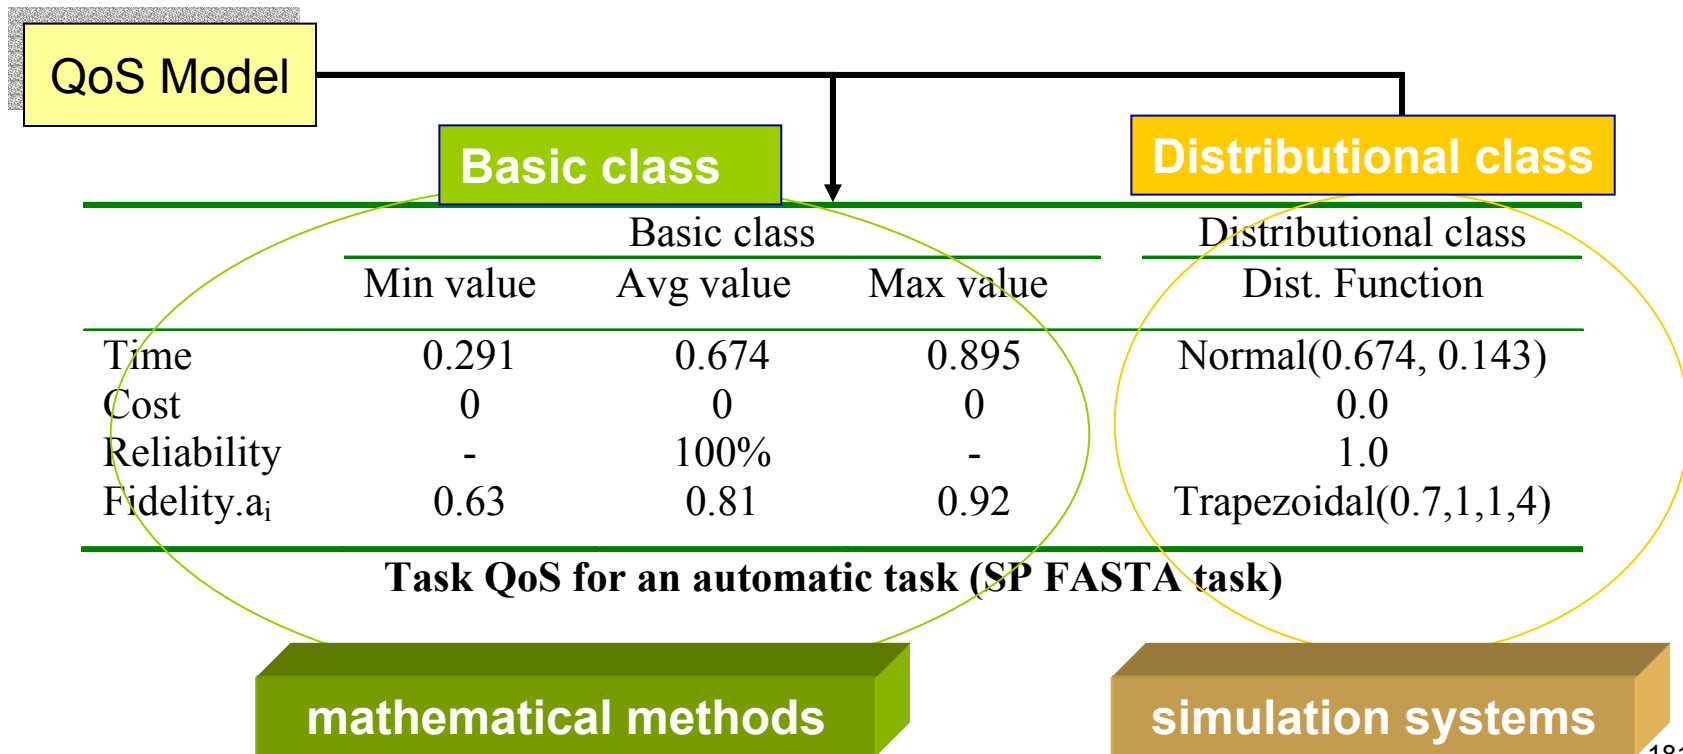 QoS Model
Basic class
Distributional class
Basic class Distributional class
Min value Avg value Max value Dist. Function
Time 0.291 0.674 0.895 Normal(0.674, 0.143)
Cost 0 0 0 0.0
Reliability - 100% - 1.0
Fidelity.ai 0.63 0.81 0.92 Trapezoidal(0.7,1,1,4)
Task QoS for an automatic task (SP FASTA task)
mathematical methods
simulation systems